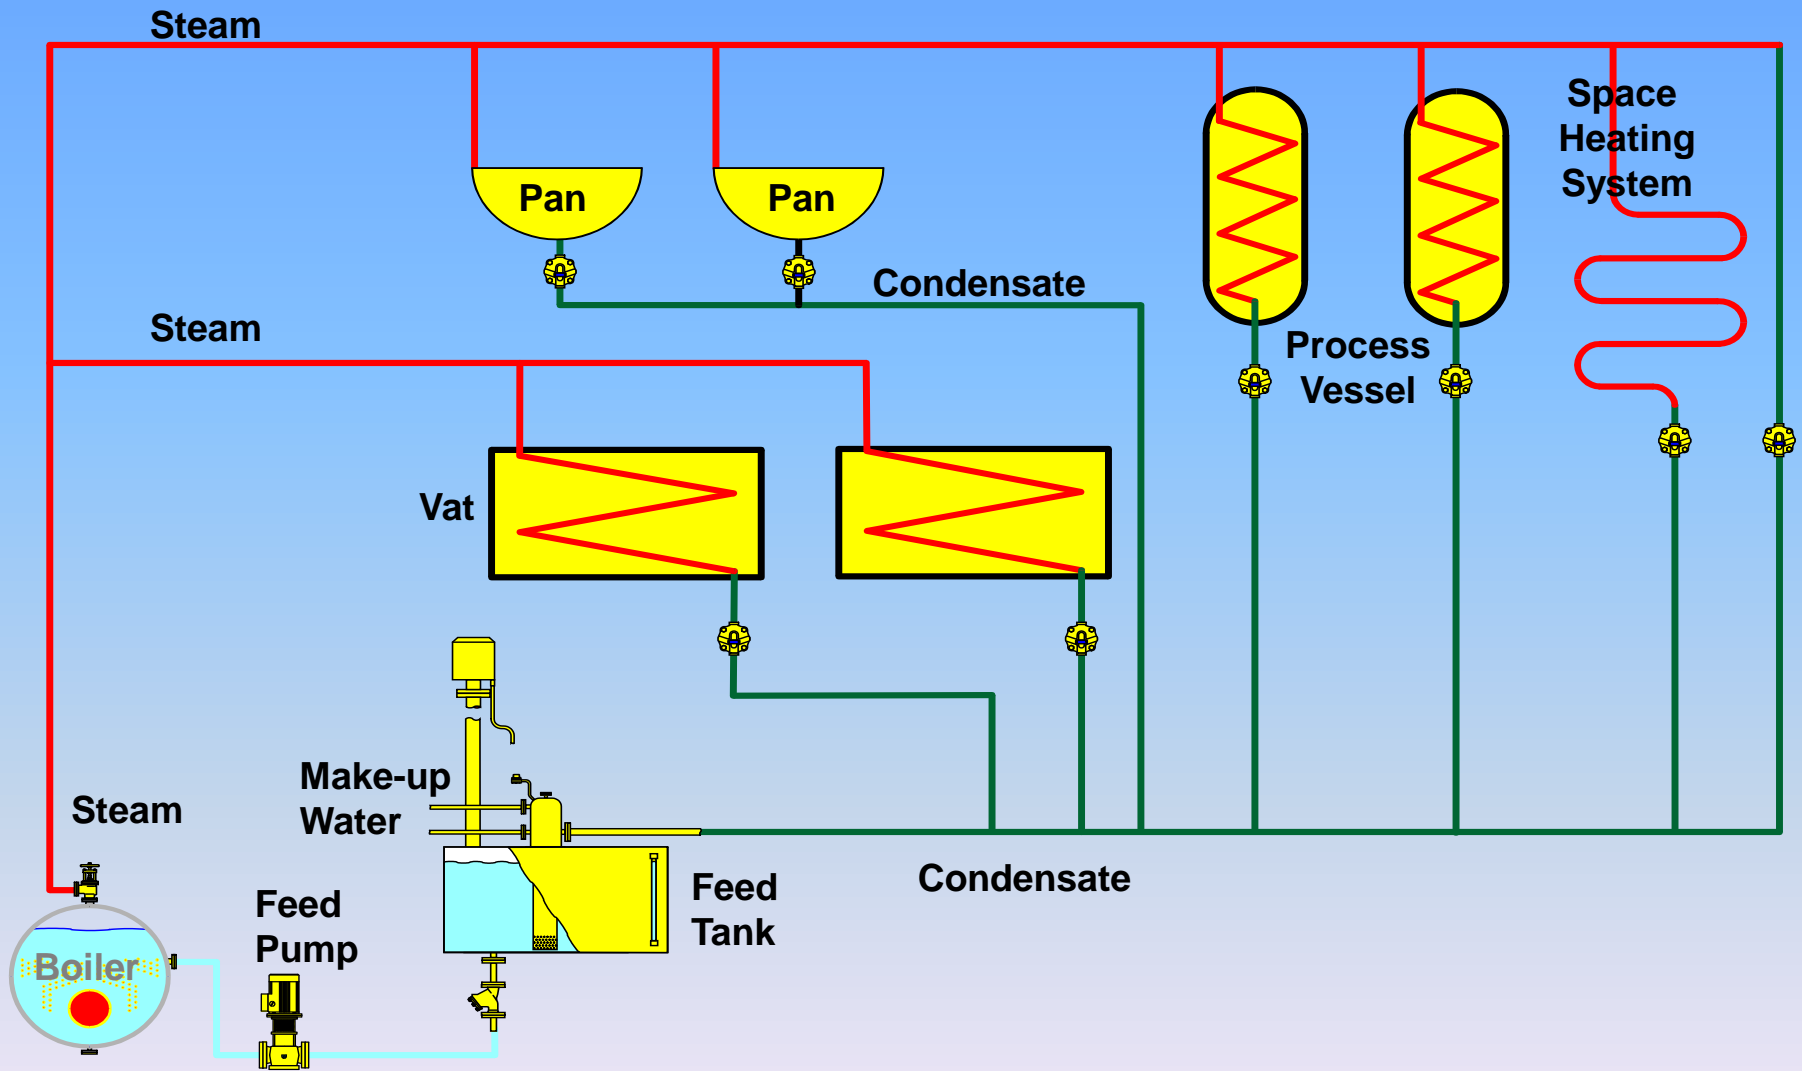 Steam
Space
Heating
System
Pan
Pan
Condensate
Steam
Process
Vessel
Vat
Make-up
Water
Steam
Feed
Tank
Condensate
Feed
Pump
Boiler